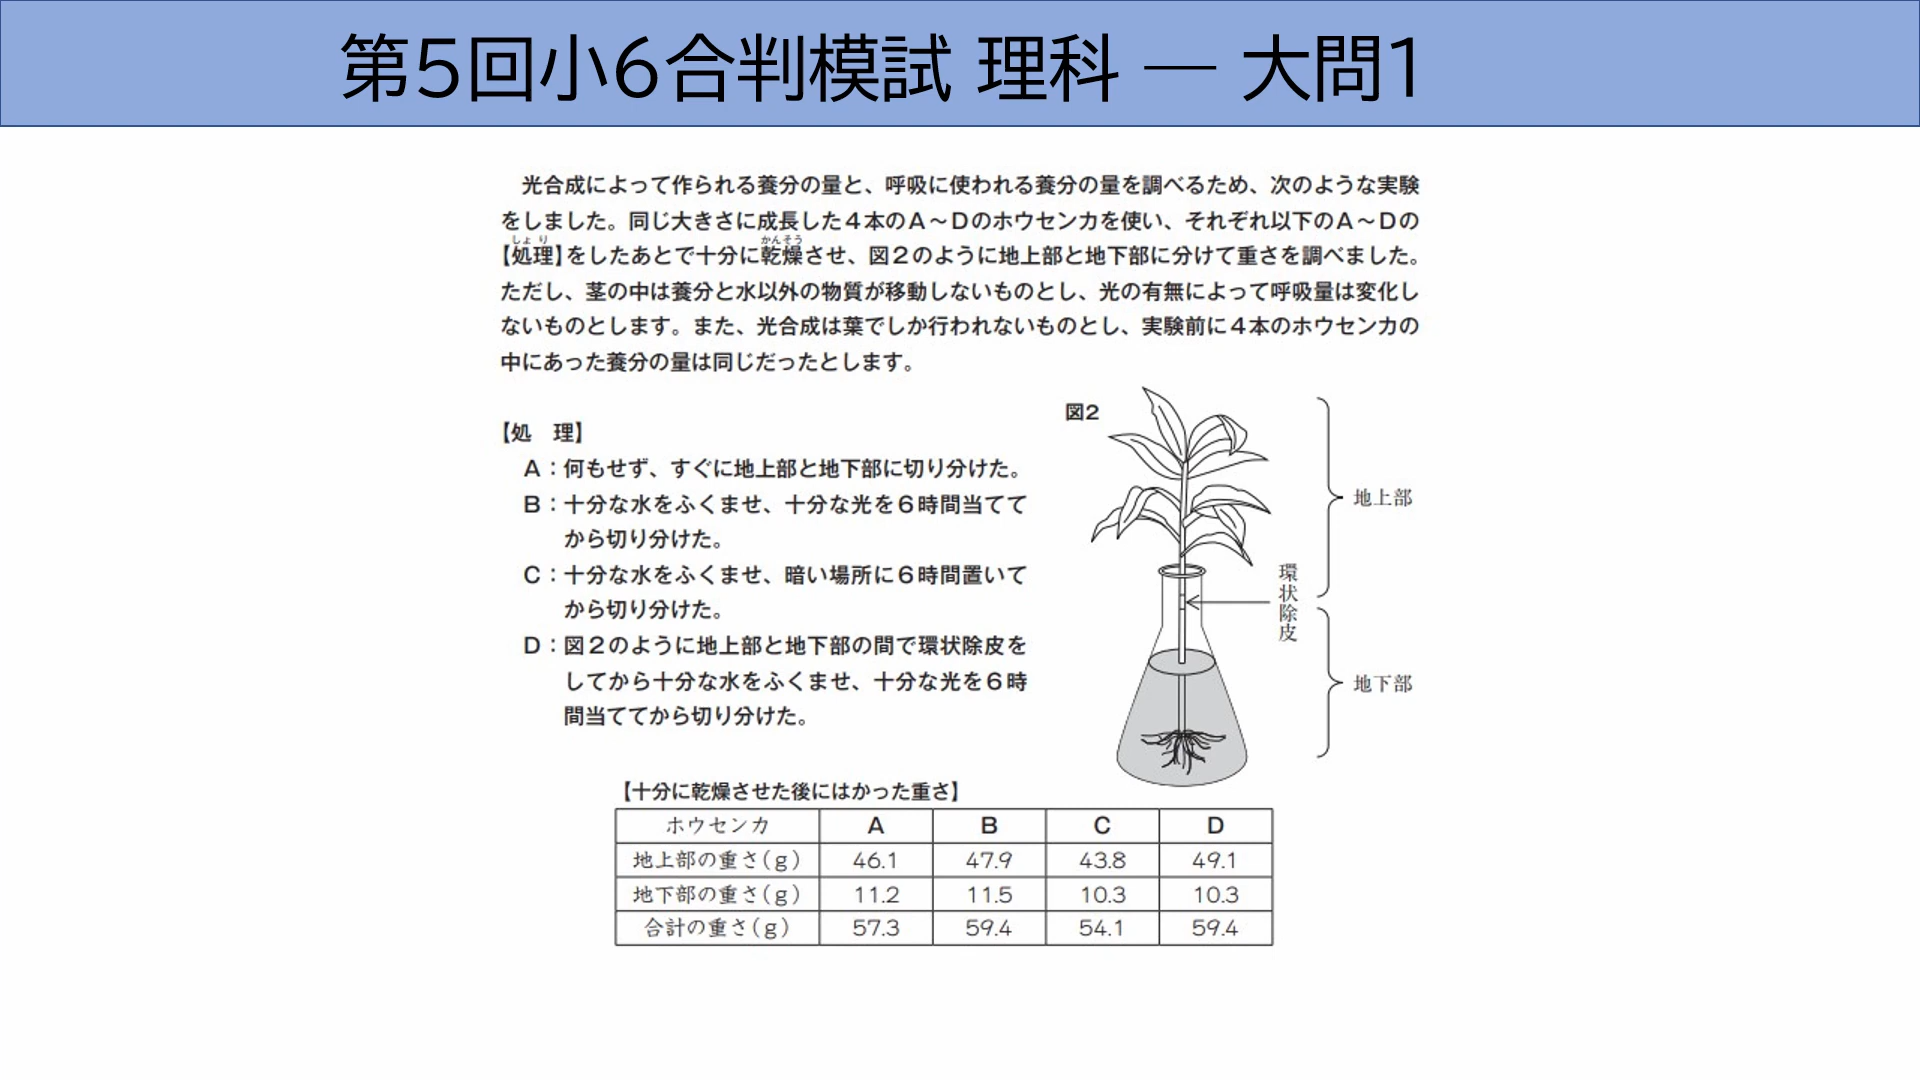 第5回小6合判模試 理科 ― 大問1
光合成によって作られる養分の量と、呼吸に使われる養分の量を調べるため、次のような実験
をしました。同じ大きさに成長した4本のA～Dのホウセンカを使い、それぞれ以下のA～Dの
しょり かんそう
【処理】をしたあとで十分に乾燥させ、図2のように地上部と地下部に分けて重さを調べました。
ただし、茎の中は養分と水以外の物質が移動しないものとし、光の有無によって呼吸量は変化し
ないものとします。また、光合成は葉でしか行われないものとし、実験前に4本のホウセンカの
中にあった養分の量は同じだったとします。
【処 理】
A：何もせず、すぐに地上部と地下部に切り分けた。
B：十分な水をふくませ、十分な光を6時間当てて
から切り分けた。
C：十分な水をふくませ、暗い場所に6時間置いて
から切り分けた。
D：図2のように地上部と地下部の間で環状除皮を
してから十分な水をふくませ、十分な光を6時
間当ててから切り分けた。
図2
地上部
環状除皮
地下部
【十分に乾燥させた後にはかった重さ】
ホウセンカ A B C D
地上部の重さ(g) 46.1 47.9 43.8 49.1
地下部の重さ(g) 11.2 11.5 10.3 10.3
合計の重さ(g) 57.3 59.4 54.1 59.4